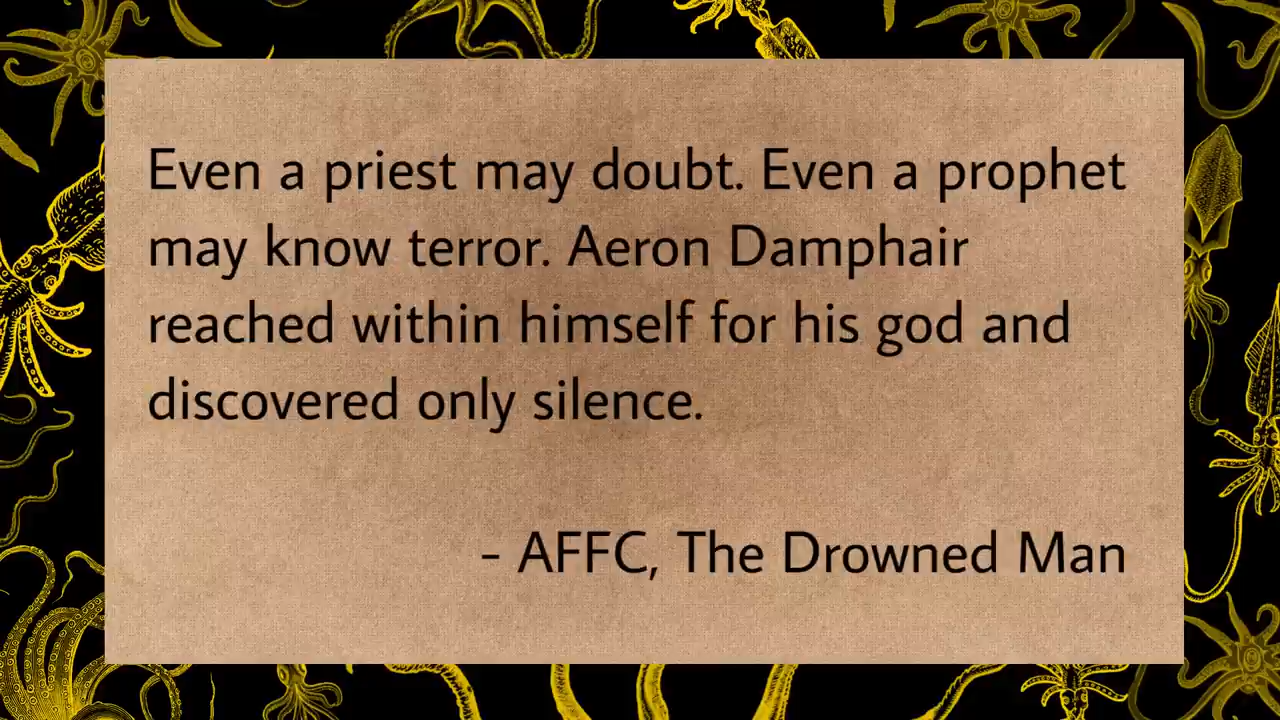 Even a priest may doubt. Even a prophet
may know terror. Aeron Damphair
reached within himself for his god and
discovered only silence.
- AFFC, The Drowned Man